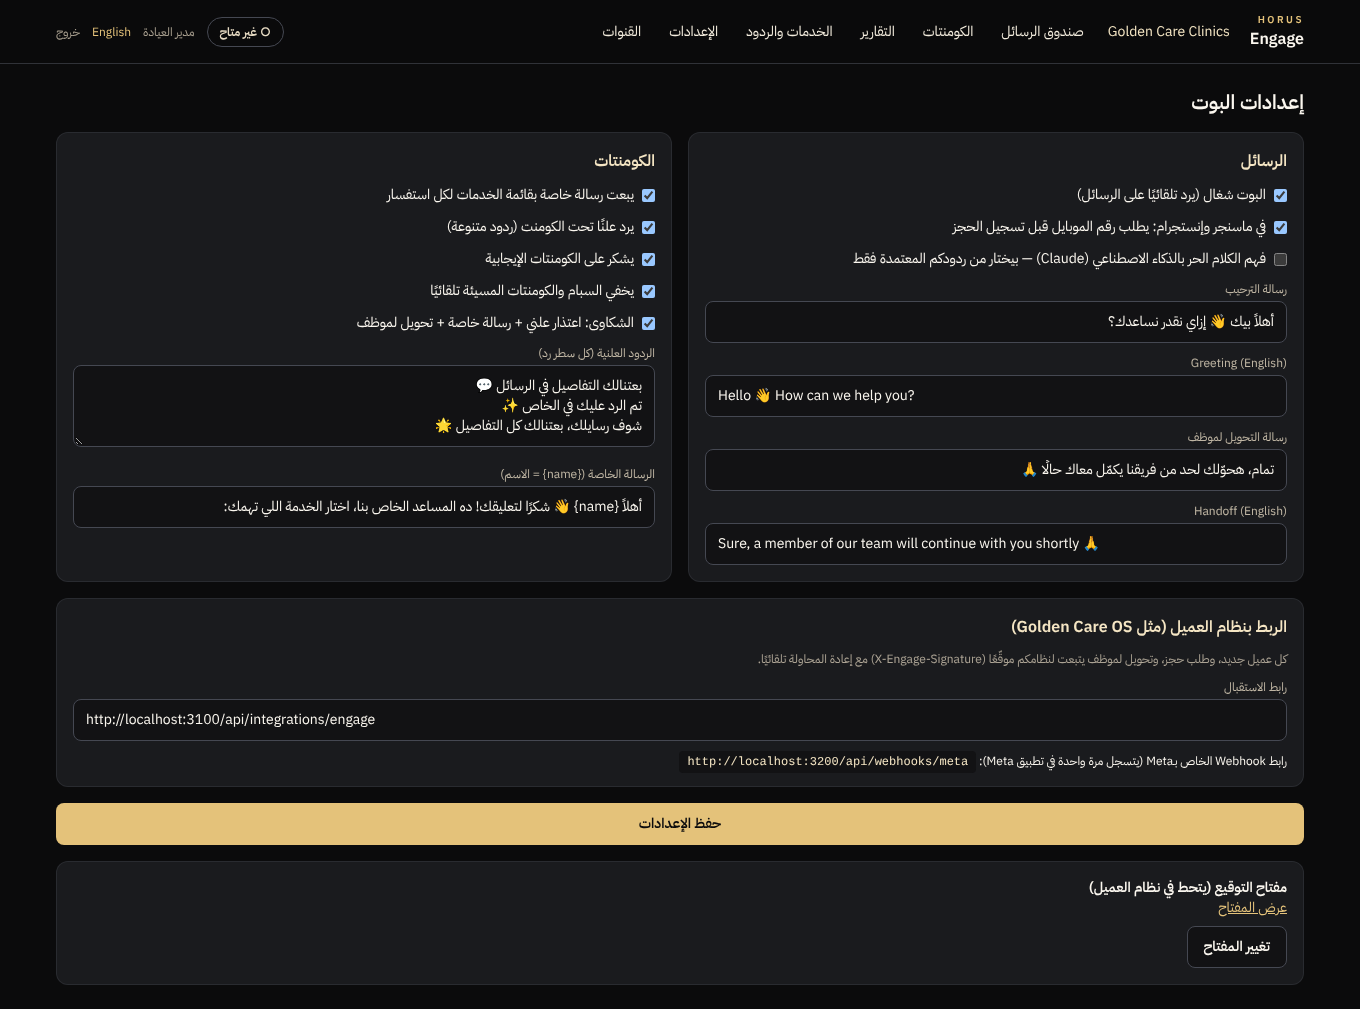 HORUS
Engage
Golden Care Clinics
صندوق الرسائل
الكومنتات
التقارير
الخدمات والردود
الإعدادات
القنوات
غير متاح
مدير العيادة
English
خروج
إعدادات البوت
الرسائل
البوت شغال (يرد تلقائيًا على الرسائل)
في ماسنجر وإنستجرام: يطلب رقم الموبايل قبل تسجيل الحجز
فهم الكلام الحر بالذكاء الاصطناعي (Claude) — بيختار من ردودكم المعتمدة فقط
رسالة الترحيب
أهلاً بيك 👋 إزاي نقدر نساعدك؟
Greeting (English)
Hello 👋 How can we help you?
رسالة التحويل لموظف
تمام، هحوّلك لحد من فريقنا يكمّل معاك حالًا 🙏
Handoff (English)
Sure, a member of our team will continue with you shortly 🙏
الكومنتات
يبعت رسالة خاصة بقائمة الخدمات لكل استفسار
يرد علنًا تحت الكومنت (ردود متنوعة)
يشكر على الكومنتات الإيجابية
يخفي السبام والكومنتات المسيئة تلقائيًا
الشكاوى: اعتذار علني + رسالة خاصة + تحويل لموظف
الردود العلنية (كل سطر رد)
بعتنالك التفاصيل في الرسائل 💬
تم الرد عليك في الخاص ✨
شوف رسايلك، بعتنالك كل التفاصيل 🌟
الرسالة الخاصة ({name} = الاسم)
أهلاً {name} 👋 شكرًا لتعليقك! ده المساعد الخاص بنا، اختار الخدمة اللي تهمك:
الربط بنظام العميل (مثل Golden Care OS)
كل عميل جديد، وطلب حجز، وتحويل لموظف يتبعت لنظامكم موقّعًا (X-Engage-Signature) مع إعادة المحاولة تلقائيًا.
رابط الاستقبال
http://localhost:3100/api/integrations/engage
رابط Webhook الخاص بـMeta (يتسجل مرة واحدة في تطبيق Meta): http://localhost:3200/api/webhooks/meta
حفظ الإعدادات
مفتاح التوقيع (يتحط في نظام العميل)
عرض المفتاح
تغيير المفتاح